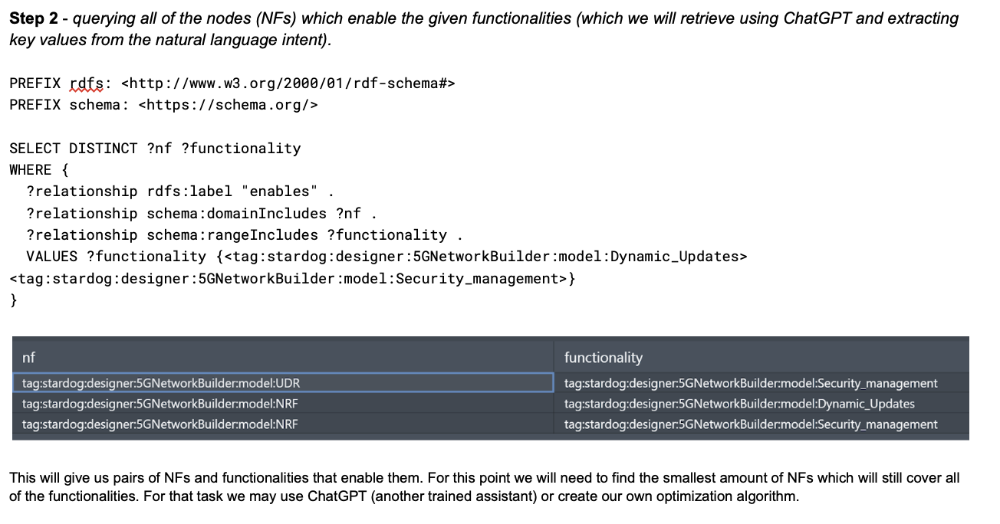 Step 2 - querying all of the nodes (NFs) which enable the given functionalities (which we will retrieve using ChatGPT and extracting
key values from the natural language intent).
PREFIX rdfs: <http://www.w3.org/2000/01/rdf-schema#>
PREFIX schema: <https://schema.org/>
SELECT DISTINCT ?nf ?functionality
WHERE {
?relationship rdfs:label "enables" .
?relationship schema:domainIncludes ?nf .
?relationship schema:rangeIncludes ?functionality .
VALUES ?functionality {<tag:stardog:designer:5GNetworkBuilder:model:Dynamic_Updates>
<tag:stardog:designer:5GNetworkBuilder:model:Security_management>}
}
nf functionality
tag:stardog:designer:5GNetworkBuilder:model:UDR tag:stardog:designer:5GNetworkBuilder:model:Security_management
tag:stardog:designer:5GNetworkBuilder:model:NRF tag:stardog:designer:5GNetworkBuilder:model:Dynamic_Updates
tag:stardog:designer:5GNetworkBuilder:model:NRF tag:stardog:designer:5GNetworkBuilder:model:Security_management
This will give us pairs of NFs and functionalities that enable them. For this point we will need to find the smallest amount of NFs which will still cover all
of the functionalities. For that task we may use ChatGPT (another trained assistant) or create our own optimization algorithm.